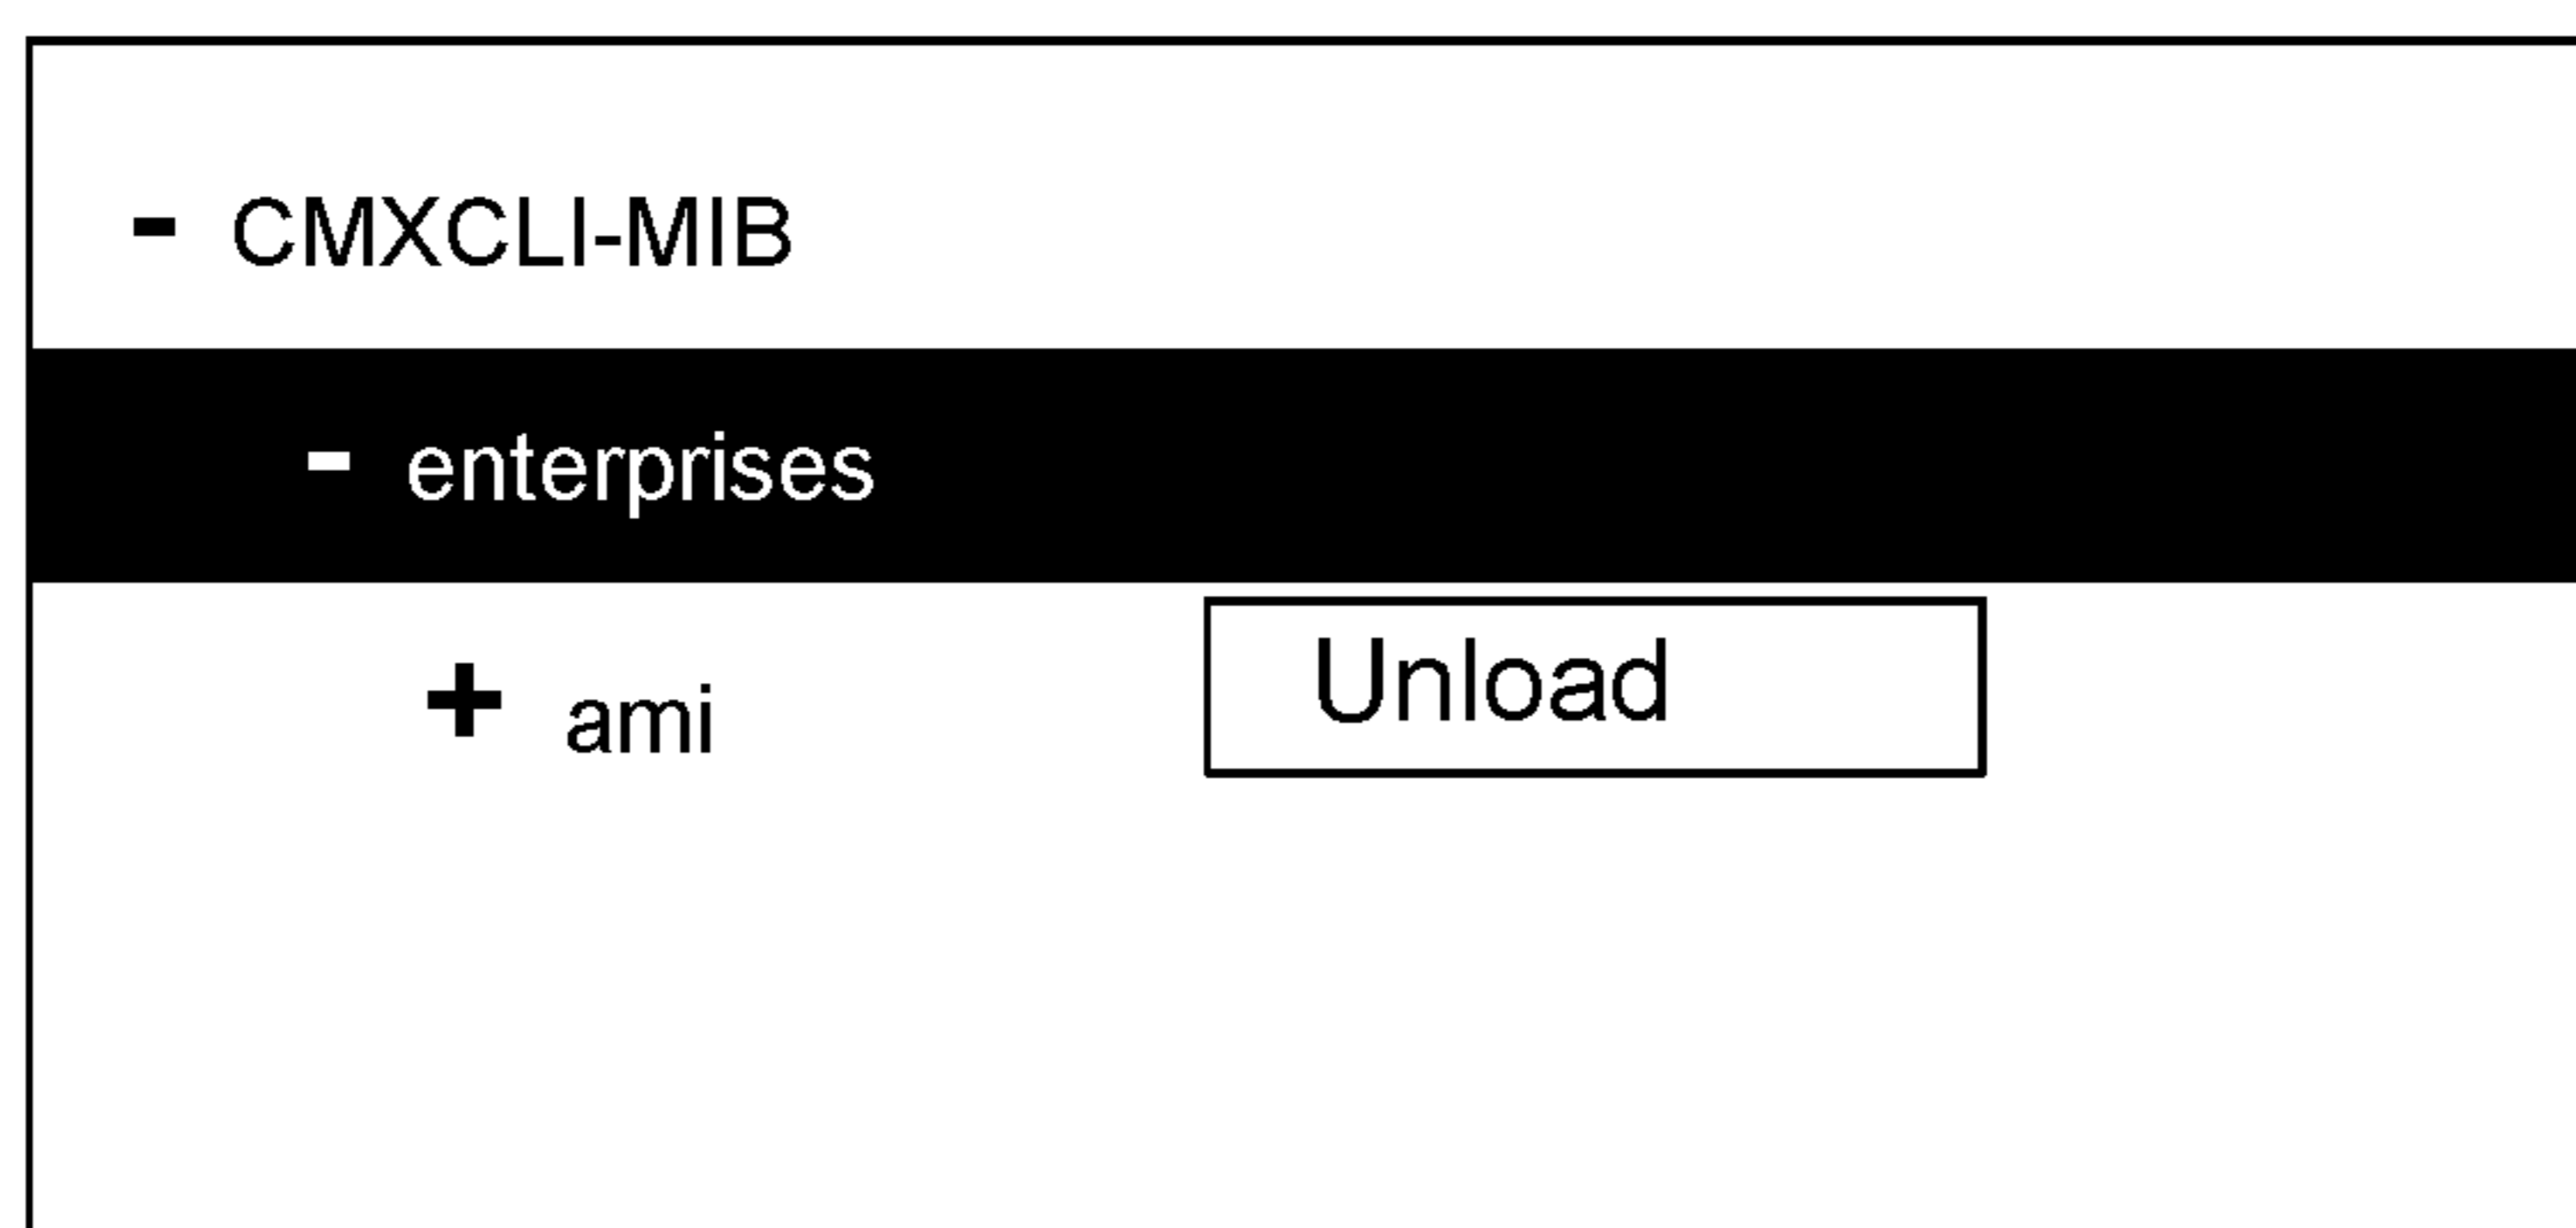 - CMXCLI-MIB
- enterprises
+ ami
Unload